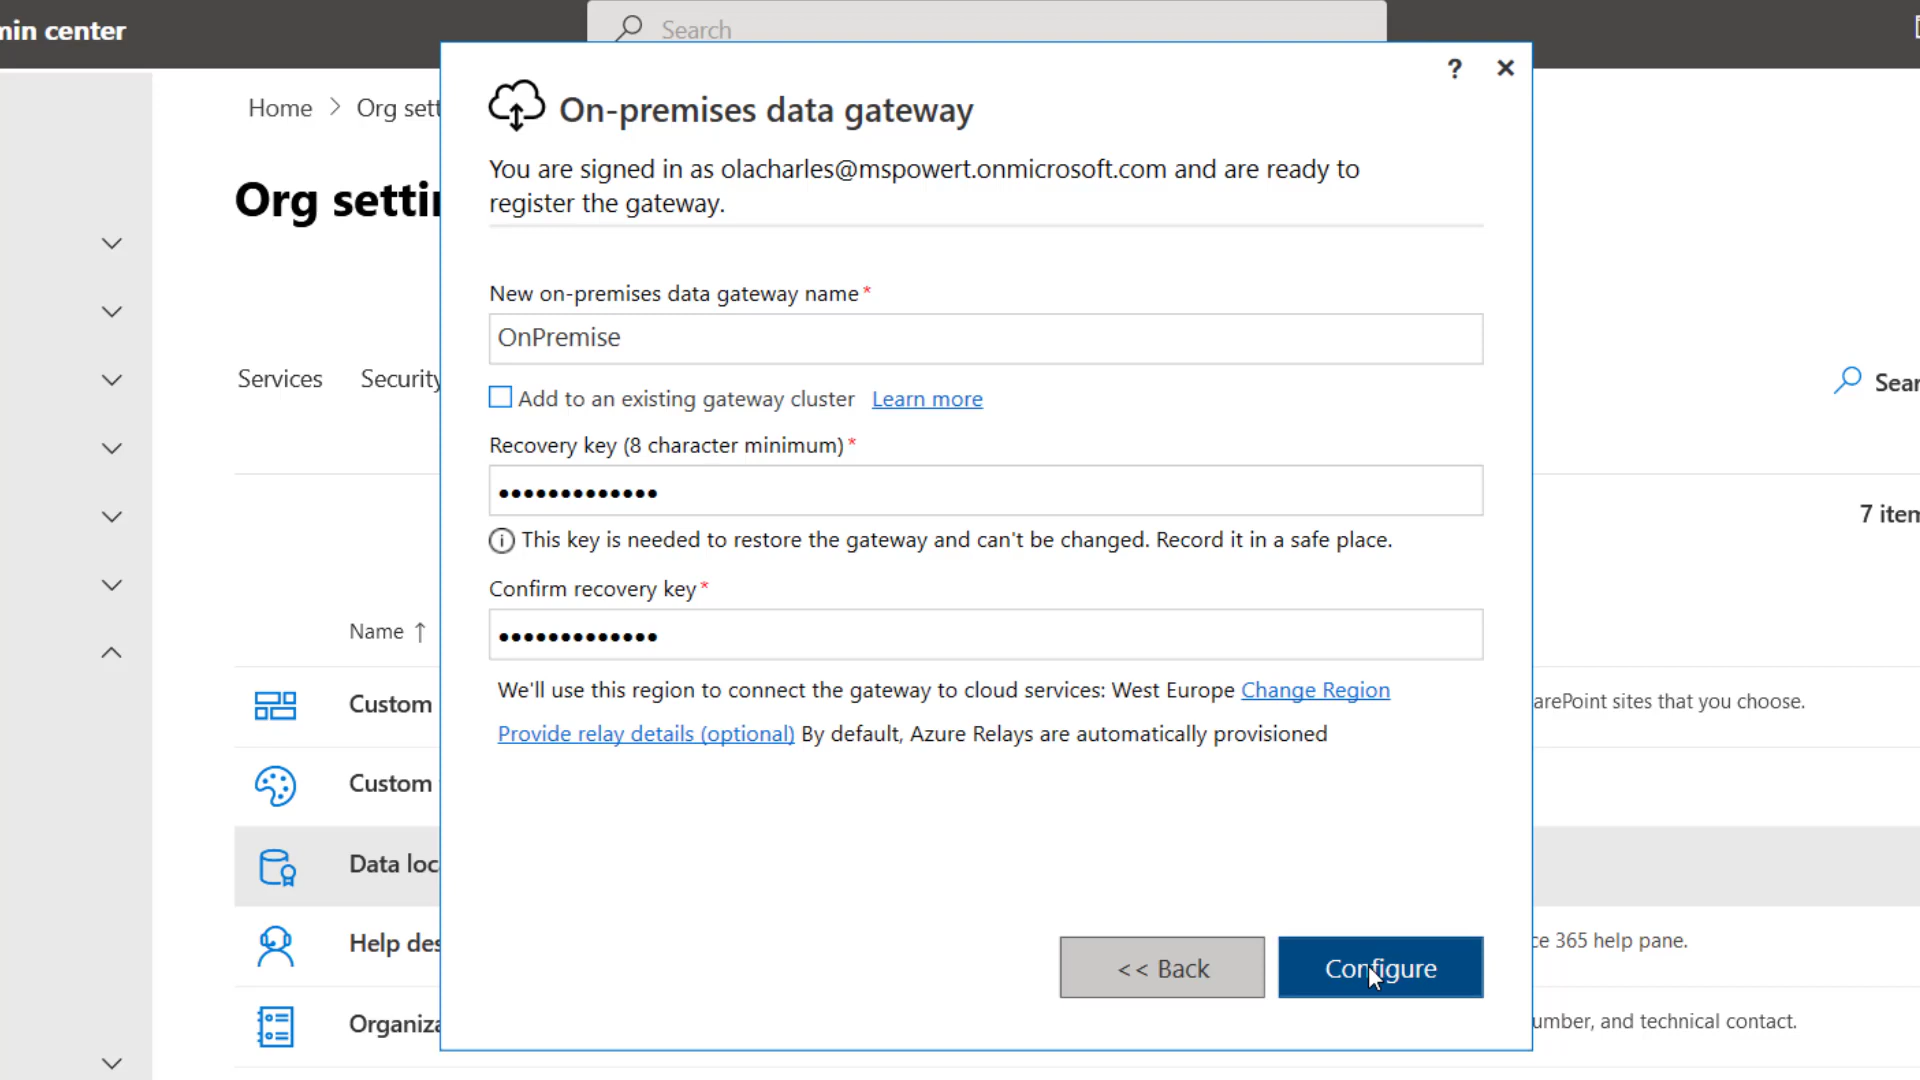 min center
Search
? ×
On-premises data gateway
You are signed in as olacharles@mspowert.onmicrosoft.com and are ready to
register the gateway.
Home > Org sett
Org settin
New on-premises data gateway name*
OnPremise
Services Security
Add to an existing gateway cluster Learn more
Sear
Recovery key (8 character minimum)*
•••••••••••••
This key is needed to restore the gateway and can't be changed. Record it in a safe place.
7 item
Confirm recovery key*
•••••••••••••
Name ↑
We'll use this region to connect the gateway to cloud services: West Europe Change Region
Provide relay details (optional) By default, Azure Relays are automatically provisioned
Custom
arePoint sites that you choose.
Custom
Data loc
Help des
ce 365 help pane.
<< Back
Configure
Organiza
umber, and technical contact.